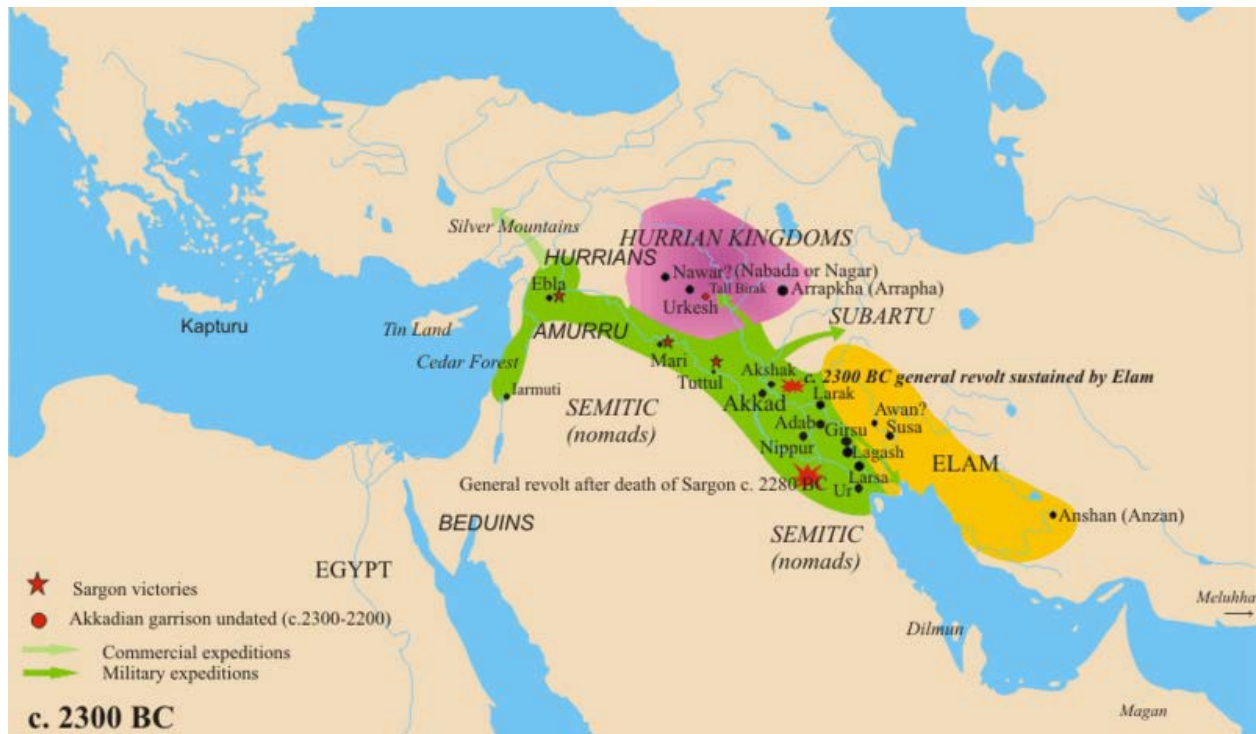 Silver Mountains
HURRIAN KINGDOMS
HURRIANS
Nawar? (Nabada or Nagar)
Ebla
Tall Birak
Arrapkha (Arrapha)
Urkesh
SUBARTU
Kapturu
Tin Land
AMURRU
Cedar Forest
Mari
Tuttul
Akshak
c. 2300 BC general revolt sustained by Elam
Iarmuti
Akkad
Larak
SEMITIC
(nomads)
Awan?
Adab
Girsu
Susa
Nippur
Lagash
ELAM
Larsa
General revolt after death of Sargon c. 2280 BC
Ur
Anshan (Anzan)
BEDUINS
SEMITIC
(nomads)
EGYPT
Sargon victories
Meluhha
Akkadian garrison undated (c.2300-2200)
Dilmun
Commercial expeditions
Military expeditions
Magan
c. 2300 BC